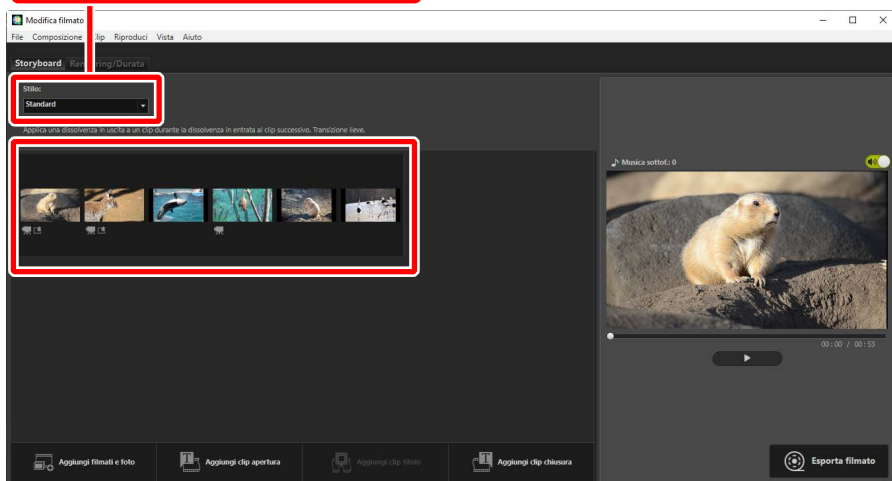 Modifica filmato
File Composizione Clip Riproduci Vista Aiuto
Storyboard
Stilo:
Standard
Applica una dissolvenza in uscita a un clip durante la dissolvenza in entrata al clip successivo. Transizione lieve.
Musica sottof.: 0
00:00 / 00:53
Aggiungi filmati e foto
Aggiungi clip apertura
Aggiungi clip titolo
Aggiungi clip chiusura
Esporta filmato